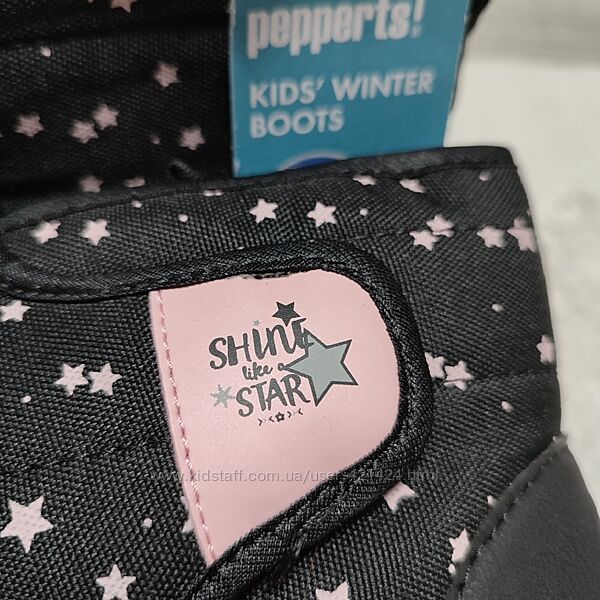 pepperts!
KIDS' WINTER
BOOTS
SHINE
like a
STAR